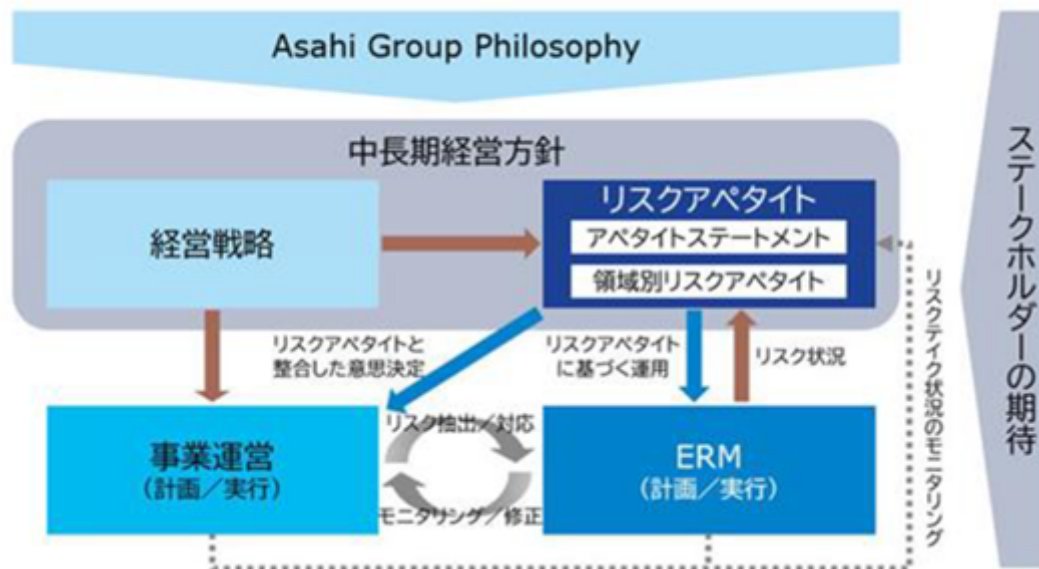 Asahi Group Philosophy
中長期経営方針
経営戦略
リスクアペタイト
アペタイトステートメント
領域別リスクアペタイト
リスクアペタイトと
整合した意思決定
リスクアペタイト
に基づく運用
リスク状況
事業運営
(計画/実行)
リスク抽出/対応
モニタリング/修正
ERM
(計画/実行)
リスクテイク状況のモニタリング
ステークホルダーの期待